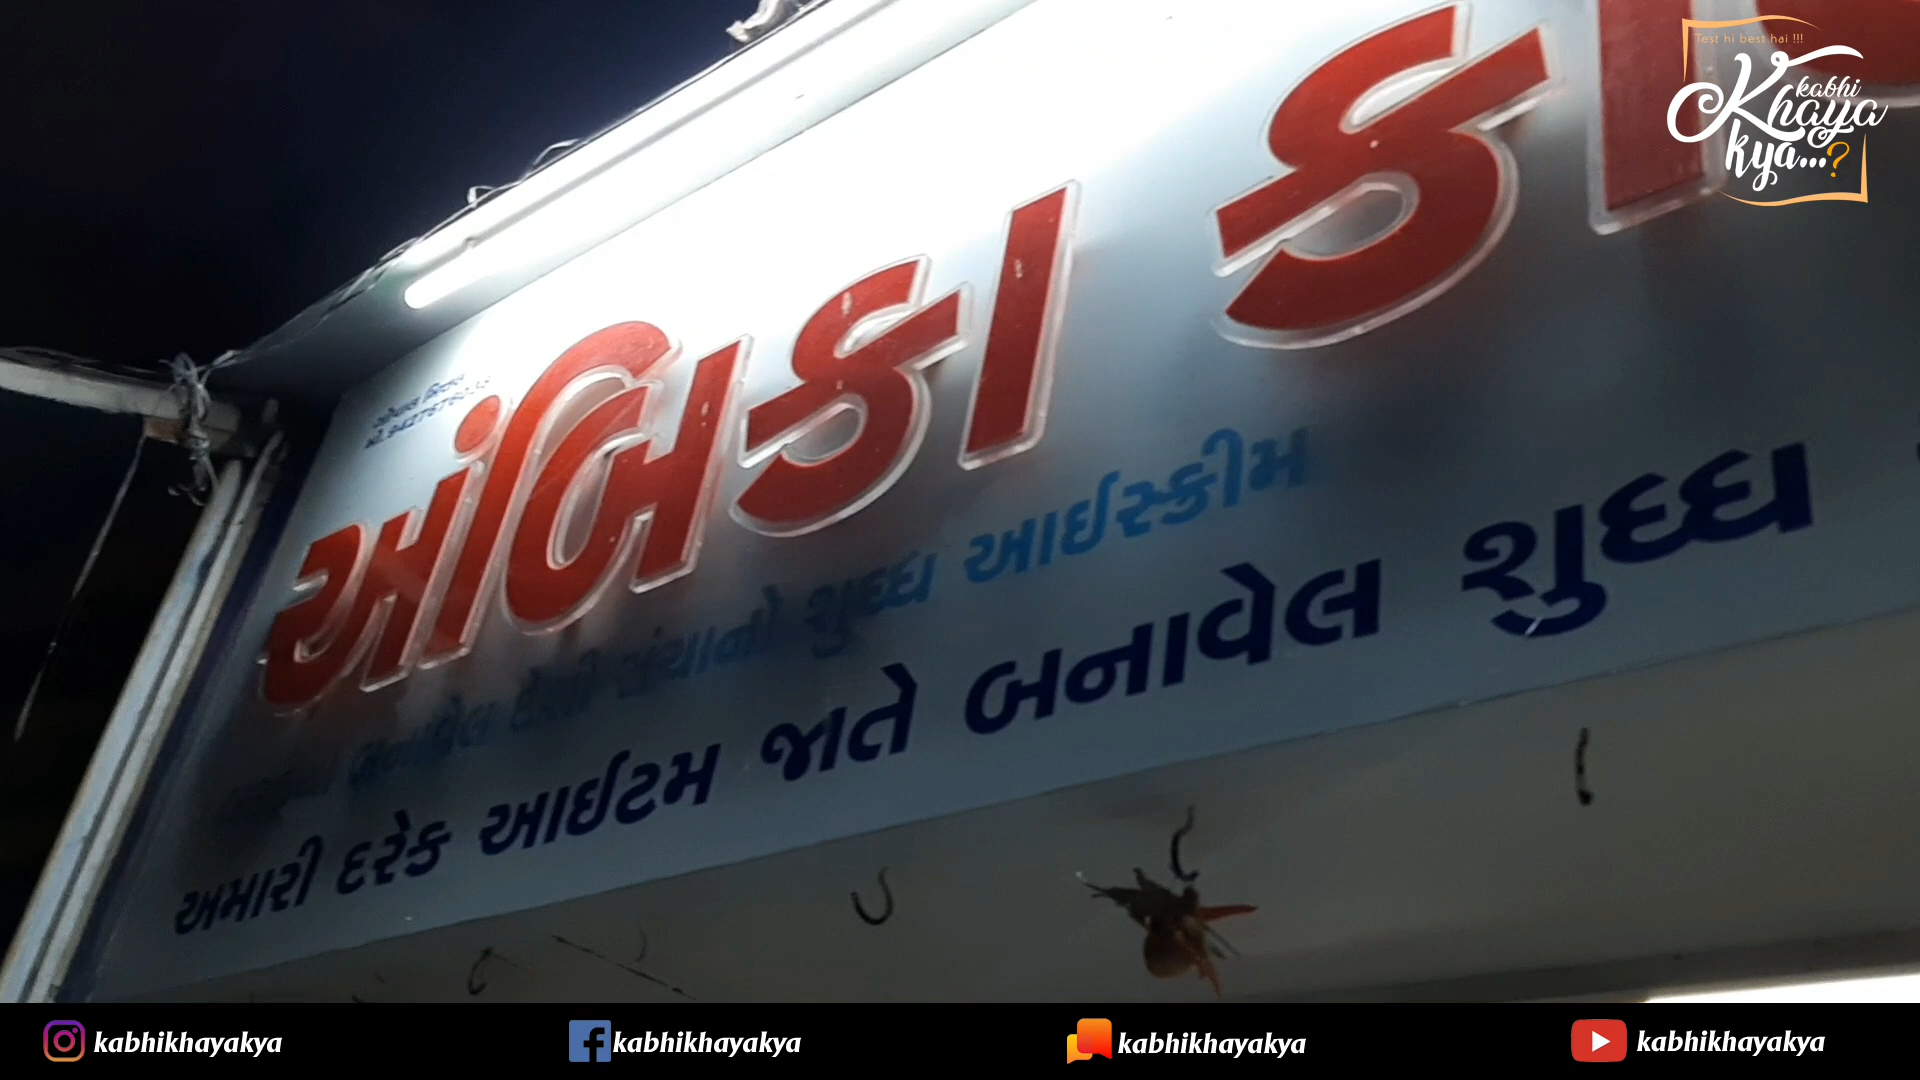 Test hi best hai !!!
kabhi
Khaya
kya...?
અંબિકા
દેશી સંચાનો શુધ્ધ આઈસ્ક્રીમ
અમારી દરેક આઈટમ જાતે બનાવેલ શુધ્ધ
kabhikhayakya kabhikhayakya kabhikhayakya kabhikhayakya